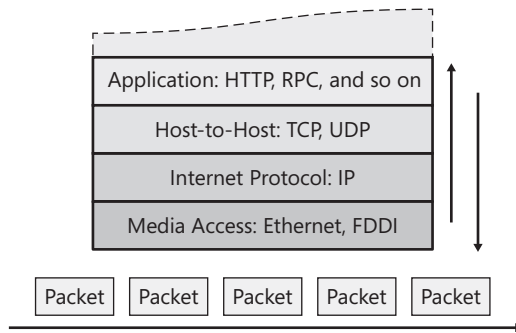 Application: HTTP, RPC, and so on
Host-to-Host: TCP, UDP
Internet Protocol: IP
Media Access: Ethernet, FDDI
Packet Packet Packet Packet Packet